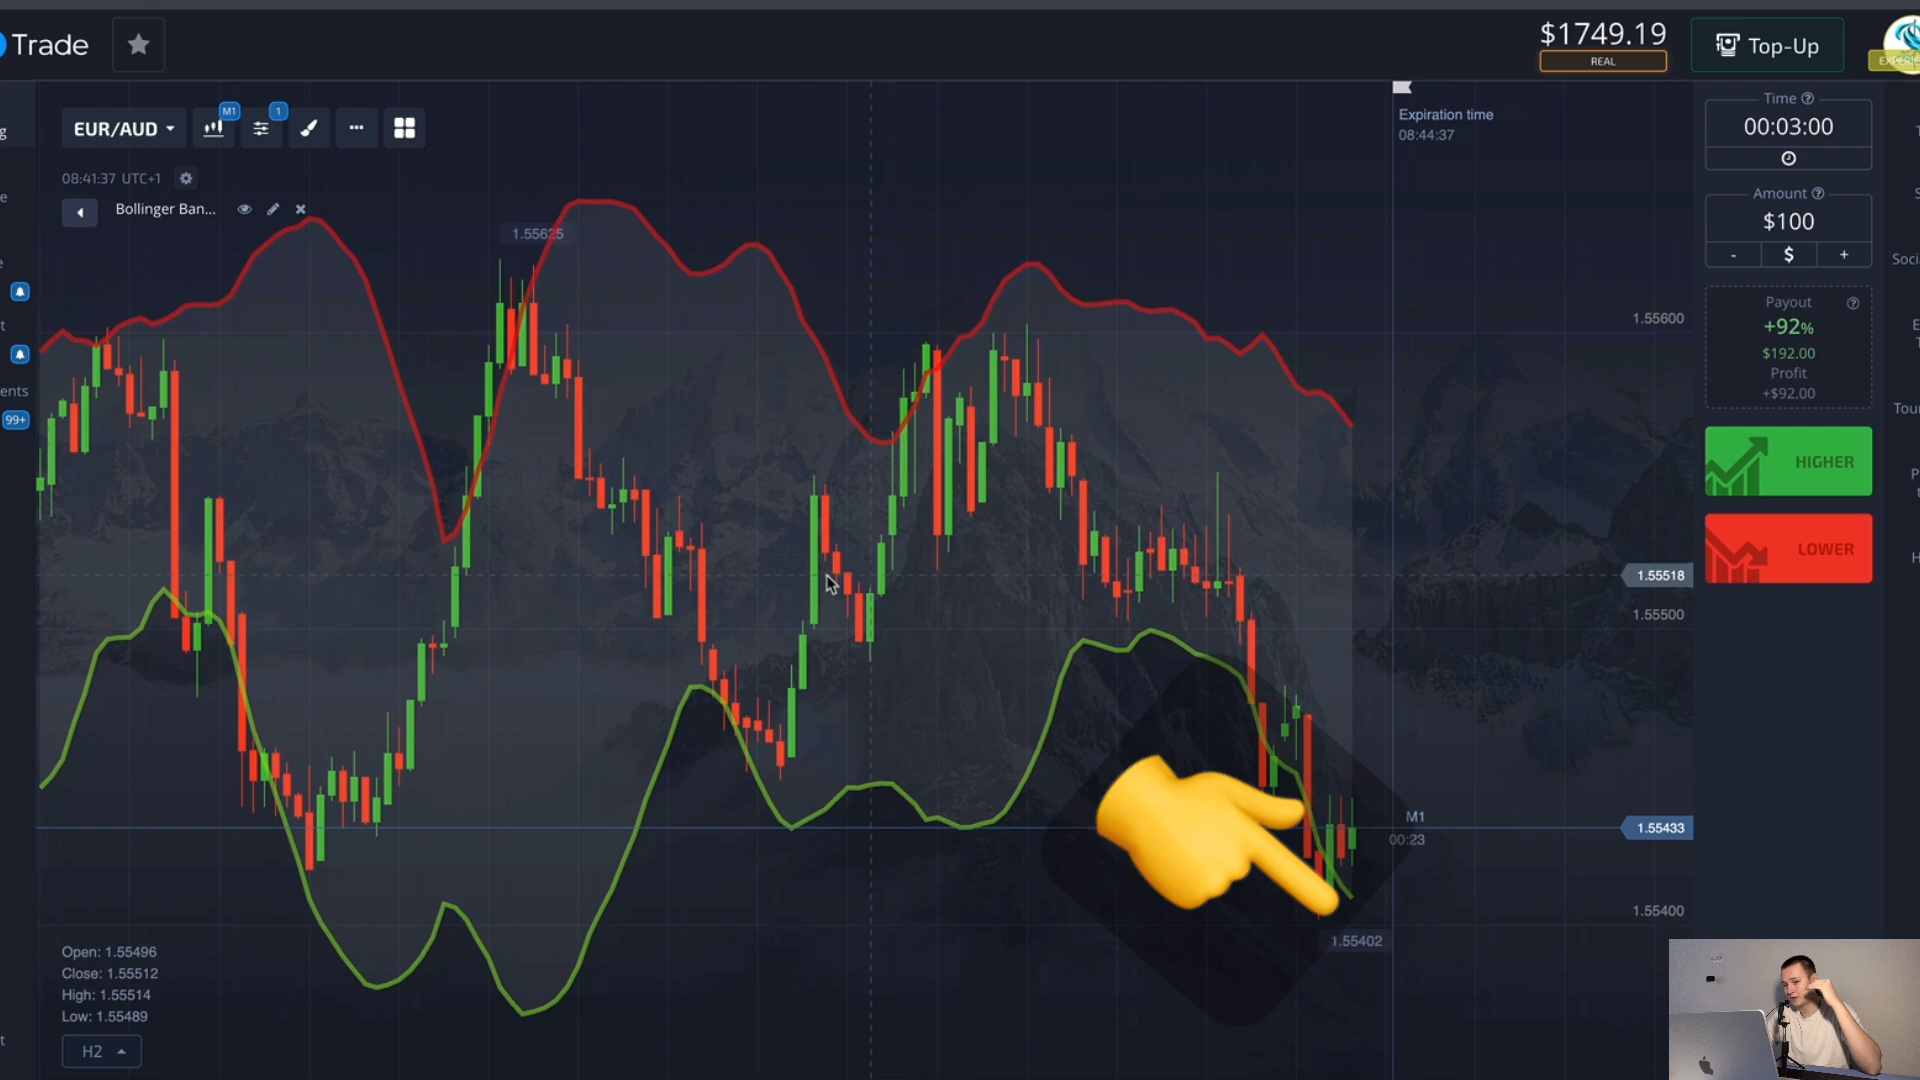 Trade
$1749.19
REAL
Top-Up
EUR/AUD
M1
1
08:41:37 UTC+1
Bollinger Ban...
1.55625
Expiration time
08:44:37
Time
00:03:00
Amount
$100
- $ +
Payout
+92%
$192.00
Profit
+$92.00
HIGHER
LOWER
1.55600
1.55518
1.55500
1.55433
1.55400
1.55402
M1
00:23
ents
99+
Open: 1.55496
Close: 1.55512
High: 1.55514
Low: 1.55489
H2